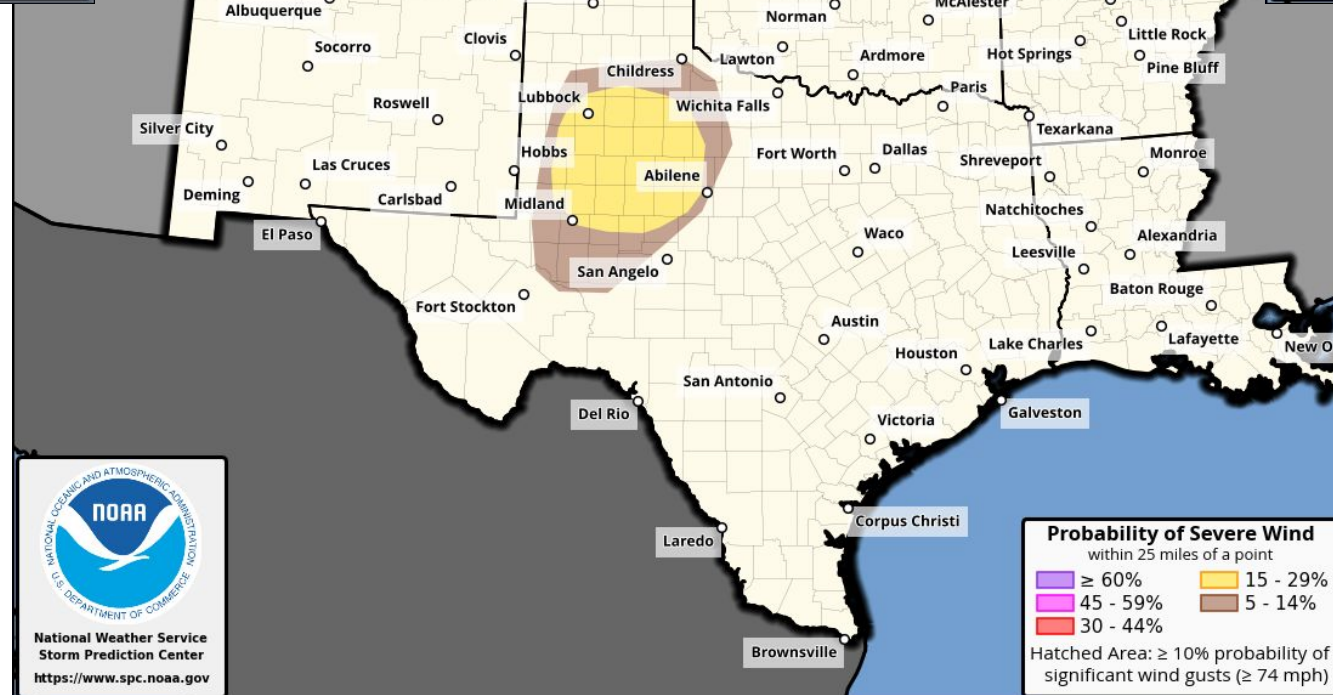 Albuquerque
McAlester
Norman
Little Rock
Socorro
Clovis
Lawton
Ardmore
Hot Springs
Pine Bluff
Childress
Paris
Roswell
Lubbock
Wichita Falls
Silver City
Texarkana
Las Cruces
Hobbs
Fort Worth
Dallas
Shreveport
Monroe
Deming
Carlsbad
Midland
Abilene
Natchitoches
El Paso
Waco
Alexandria
San Angelo
Leesville
Fort Stockton
Baton Rouge
Austin
Houston
Lake Charles
Lafayette
New O
San Antonio
Del Rio
Victoria
Galveston
Corpus Christi
Laredo
Brownsville
NATIONAL OCEANIC AND ATMOSPHERIC ADMINISTRATION
NOAA
U.S. DEPARTMENT OF COMMERCE
National Weather Service
Storm Prediction Center
https://www.spc.noaa.gov
Probability of Severe Wind
within 25 miles of a point
≥ 60% 15 - 29%
45 - 59% 5 - 14%
30 - 44%
Hatched Area: ≥ 10% probability of
significant wind gusts (≥ 74 mph)